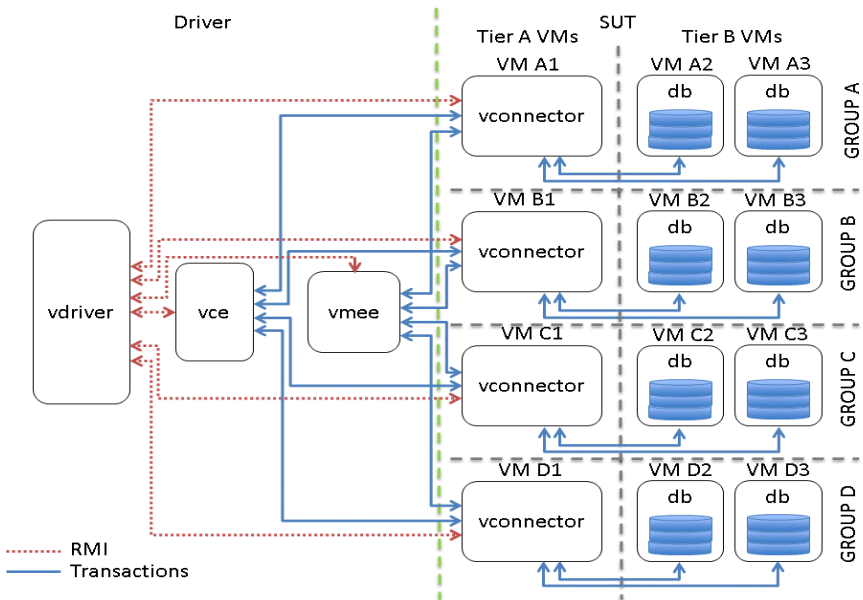 Driver
SUT
Tier A VMs
Tier B VMs
VM A1
VM A2
VM A3
vconnector
db
db
GROUP A
VM B1
VM B2
VM B3
vconnector
db
db
GROUP B
vdriver
vce
vmee
VM C1
VM C2
VM C3
vconnector
db
db
GROUP C
VM D1
VM D2
VM D3
vconnector
db
db
GROUP D
RMI
Transactions